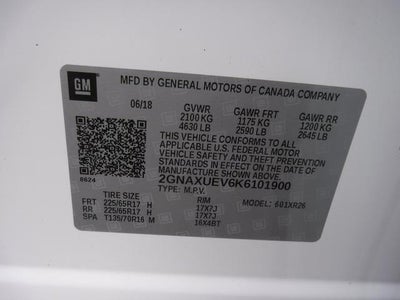 GM
MFD BY GENERAL MOTORS OF CANADA COMPANY
06/18 GVWR GAWR FRT GAWR RR
2100 KG 1175 KG 1200 KG
4630 LB 2590 LB 2645 LB
THIS VEHICLE CONFORMS TO ALL
APPLICABLE U.S. FEDERAL MOTOR
VEHICLE SAFETY, BUMPER, AND THEFT
PREVENTION STANDARDS IN EFFECT ON THE
DATE OF MANUFACTURE SHOWN ABOVE.
8624
2GNAXUEV6K6101900
TYPE: M.P.V. MODEL: 601XR26
TIRE SIZE RIM
FRT 225/65R17 H 17X7J
RR 225/65R17 H 17X7J
SPA T135/70R16 M 16X4BT